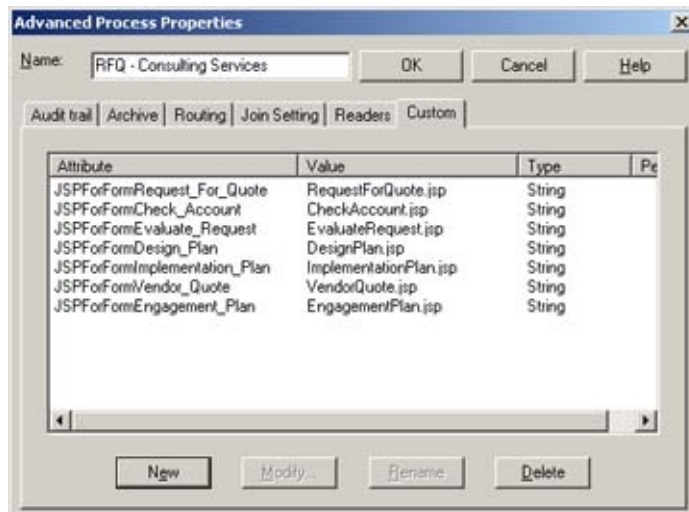 Advanced Process Properties
Name: RFQ - Consulting Services OK Cancel Help
Audit trail Archive Routing Join Setting Readers Custom
Attribute Value Type Pe
JSPForFormRequest_For_Quote RequestForQuote.jsp String
JSPForFormCheck_Account CheckAccount.jsp String
JSPForFormEvaluate_Request EvaluateRequest.jsp String
JSPForFormDesign_Plan DesignPlan.jsp String
JSPForFormImplementation_Plan ImplementationPlan.jsp String
JSPForFormVendor_Quote VendorQuote.jsp String
JSPForFormEngagement_Plan EngagementPlan.jsp String
New Modify... Rename Delete